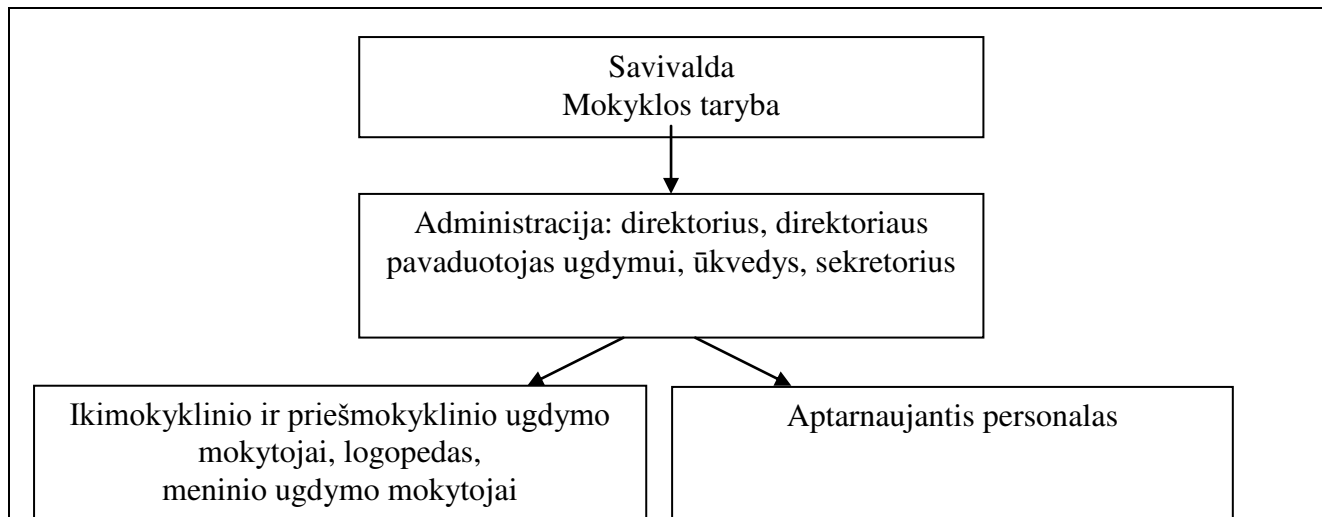 Savivalda
Mokyklos taryba
Administracija: direktorius, direktoriaus
pavaduotojas ugdymui, ūkvedys, sekretorius
Ikimokyklinio ir priešmokyklinio ugdymo
mokytojai, logopedas,
meninio ugdymo mokytojai
Aptarnaujantis personalas